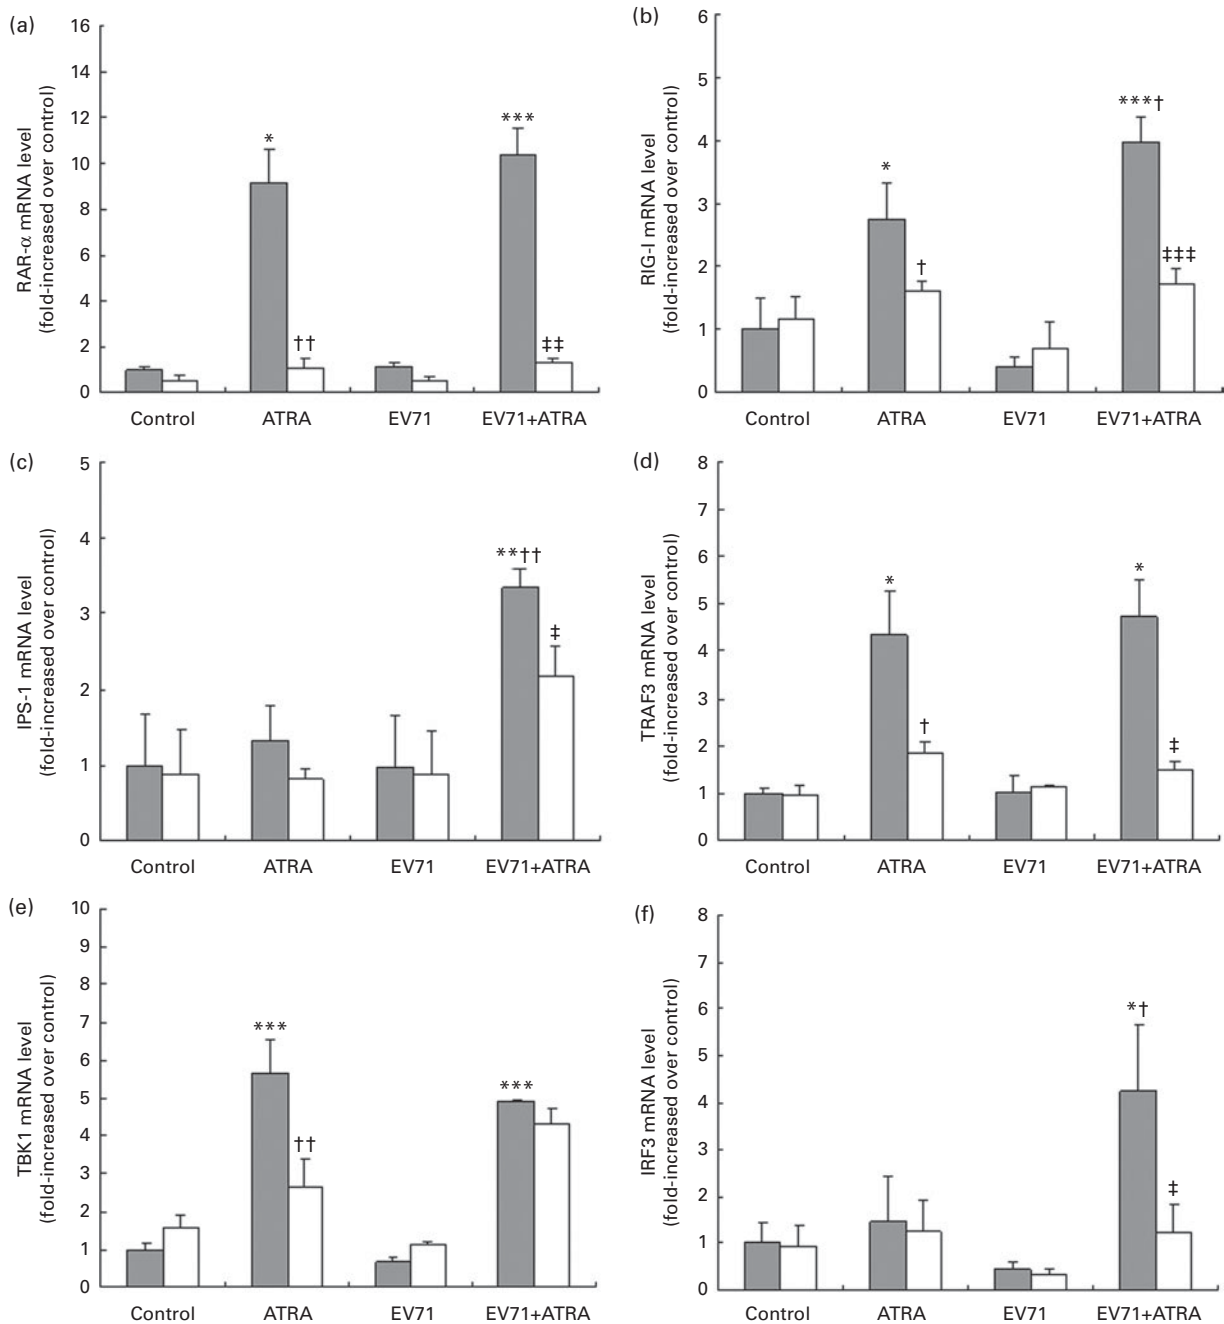 (a)
RAR-α mRNA level
(fold-increased over control)
16
14
12
10
8
6
4
2
0
*
††
***
‡‡
Control ATRA EV71 EV71+ATRA
(b)
RIG-I mRNA level
(fold-increased over control)
6
5
4
3
2
1
0
*
†
***†
‡‡‡
Control ATRA EV71 EV71+ATRA
(c)
IPS-1 mRNA level
(fold-increased over control)
5
4
3
2
1
0
**††
‡
Control ATRA EV71 EV71+ATRA
(d)
TRAF3 mRNA level
(fold-increased over control)
8
7
6
5
4
3
2
1
0
*
†
*
‡
Control ATRA EV71 EV71+ATRA
(e)
TBK1 mRNA level
(fold-increased over control)
10
9
8
7
6
5
4
3
2
1
0
***
††
***
Control ATRA EV71 EV71+ATRA
(f)
IRF3 mRNA level
(fold-increased over control)
8
7
6
5
4
3
2
1
0
*†
‡
Control ATRA EV71 EV71+ATRA